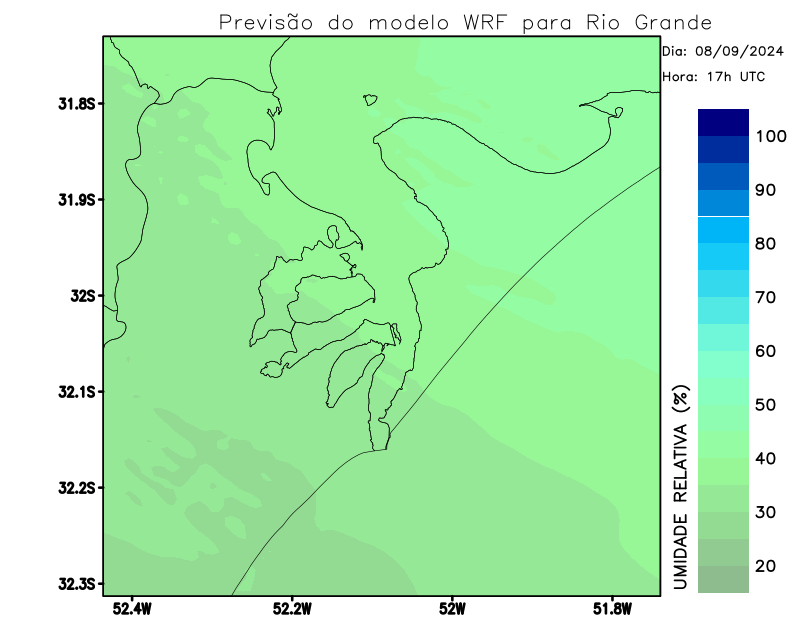 Previsão do modelo WRF para Rio Grande
Dia: 08/09/2024
Hora: 17h UTC
31.8S
31.9S
32S
32.1S
32.2S
32.3S
52.4W
52.2W
52W
51.8W
100
90
80
70
60
50
40
30
20
UMIDADE RELATIVA (%)